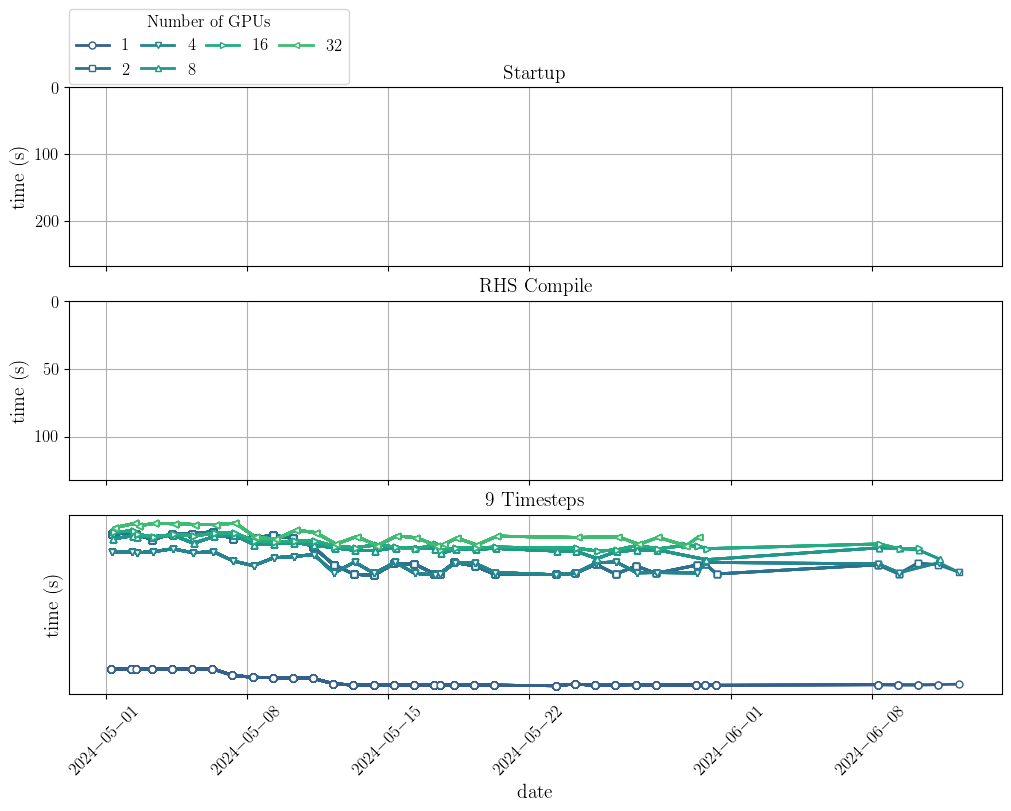 Number of GPUs
1 4 16 32
2 8
Startup
0
100
200
time (s)
RHS Compile
0
50
100
time (s)
9 Timesteps
time (s)
2024−05−01
2024−05−08
2024−05−15
2024−05−22
2024−06−01
2024−06−08
date